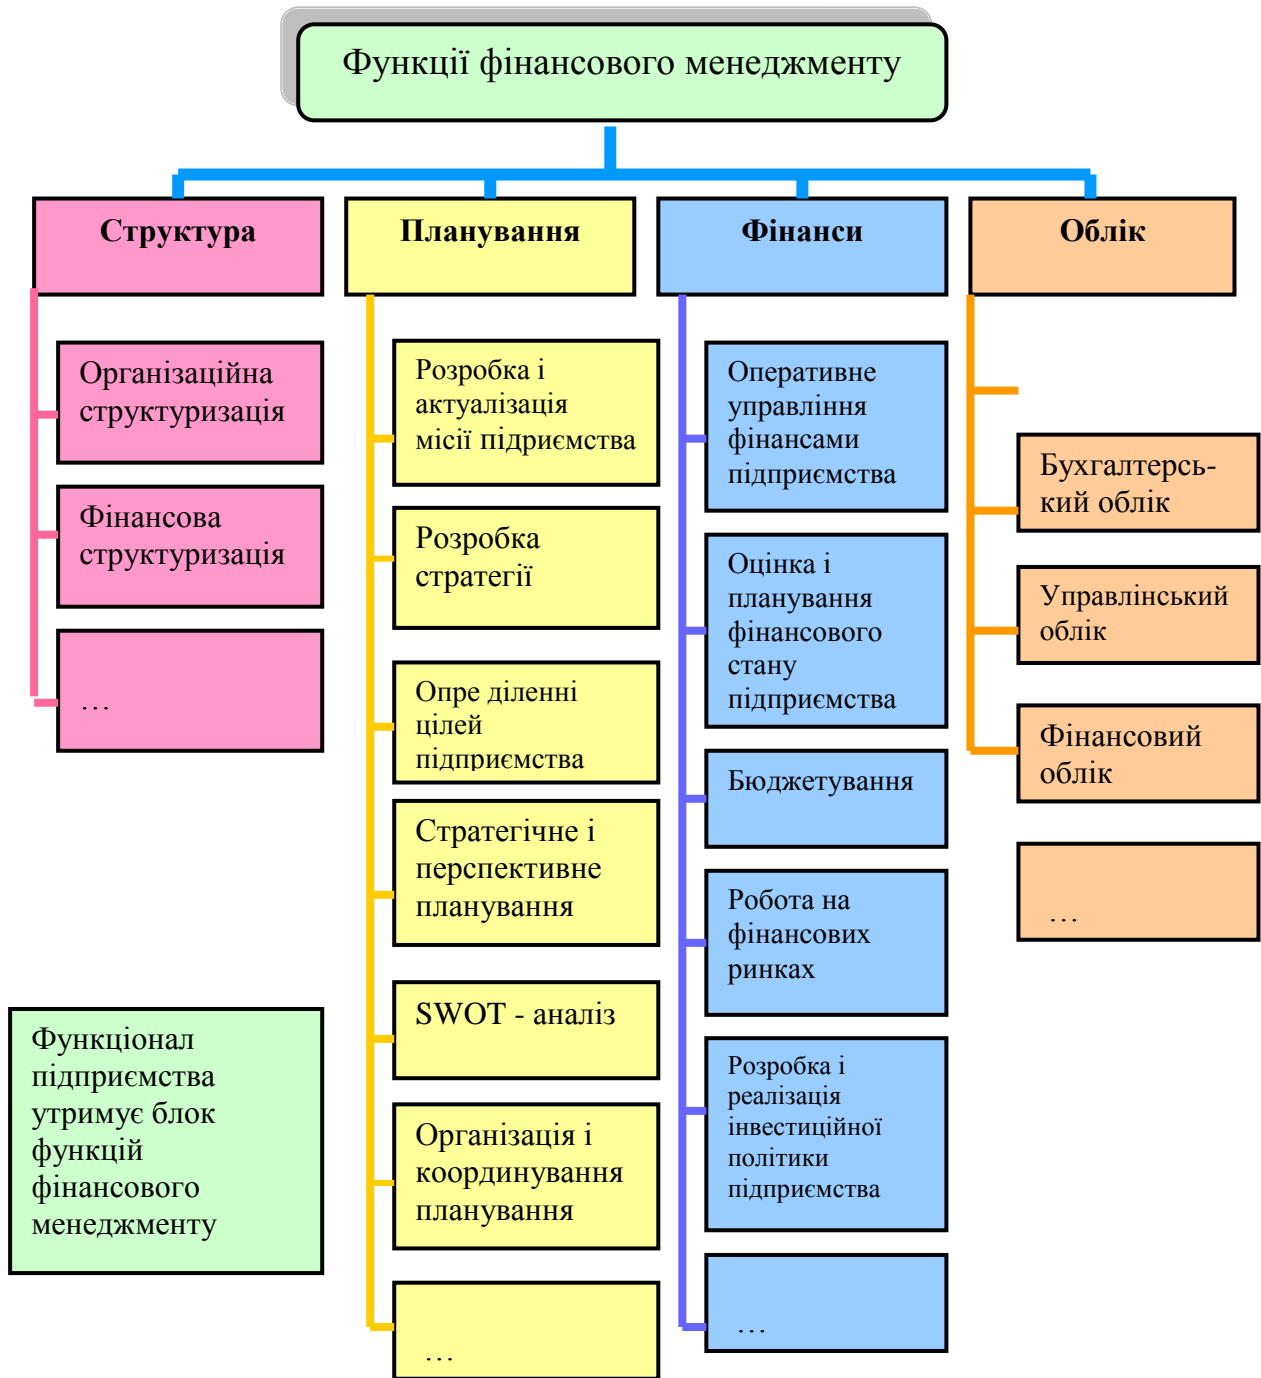 Функції фінансового менеджменту
Структура
Планування
Фінанси
Облік
Організаційна
структуризація
Фінансова
структуризація
…
Розробка і
актуалізація
місії підриємства
Розробка
стратегії
Опре діленні
цілей
підприємства
Стратегічне і
перспективне
планування
SWOT - аналіз
Організація і
координування
планування
…
Оперативне
управління
фінансами
підприємства
Оцінка і
планування
фінансового
стану
підприємства
Бюджетування
Робота на
фінансових
ринках
Розробка і
реалізація
інвестиційної
політики
підприємства
…
Бухгалтерсь-
кий облік
Управлінський
облік
Фінансовий
облік
…
Функціонал
підприємства
утримує блок
функцій
фінансового
менеджменту